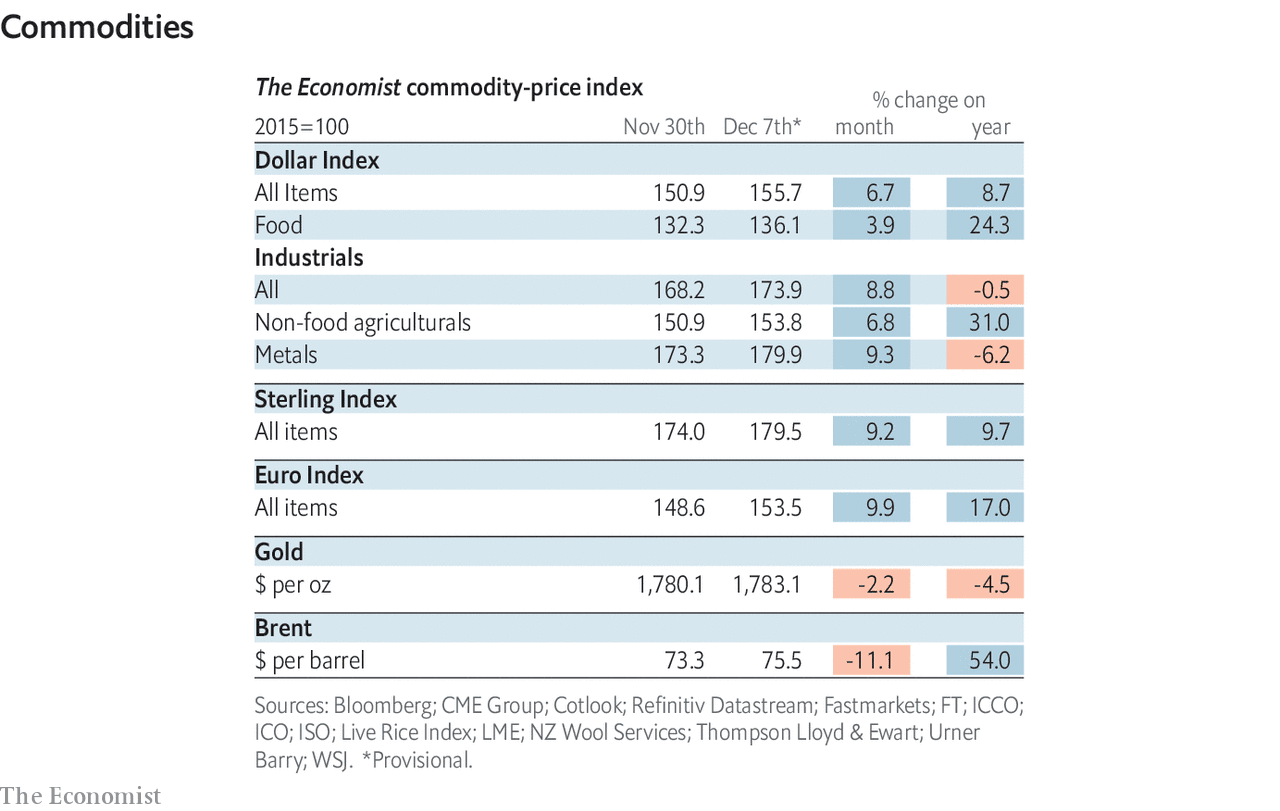 Commodities
The Economist commodity-price index
% change on
2015=100 Nov 30th Dec 7th* month year
Dollar Index
All Items 150.9 155.7 6.7 8.7
Food 132.3 136.1 3.9 24.3
Industrials
All 168.2 173.9 8.8 -0.5
Non-food agriculturals 150.9 153.8 6.8 31.0
Metals 173.3 179.9 9.3 -6.2
Sterling Index
All items 174.0 179.5 9.2 9.7
Euro Index
All items 148.6 153.5 9.9 17.0
Gold
$ per oz 1,780.1 1,783.1 -2.2 -4.5
Brent
$ per barrel 73.3 75.5 -11.1 54.0
Sources: Bloomberg; CME Group; Cotlook; Refinitiv Datastream; Fastmarkets; FT; ICCO;
ICO; ISO; Live Rice Index; LME; NZ Wool Services; Thompson Lloyd & Ewart; Urner
Barry; WSJ. *Provisional.
The Economist